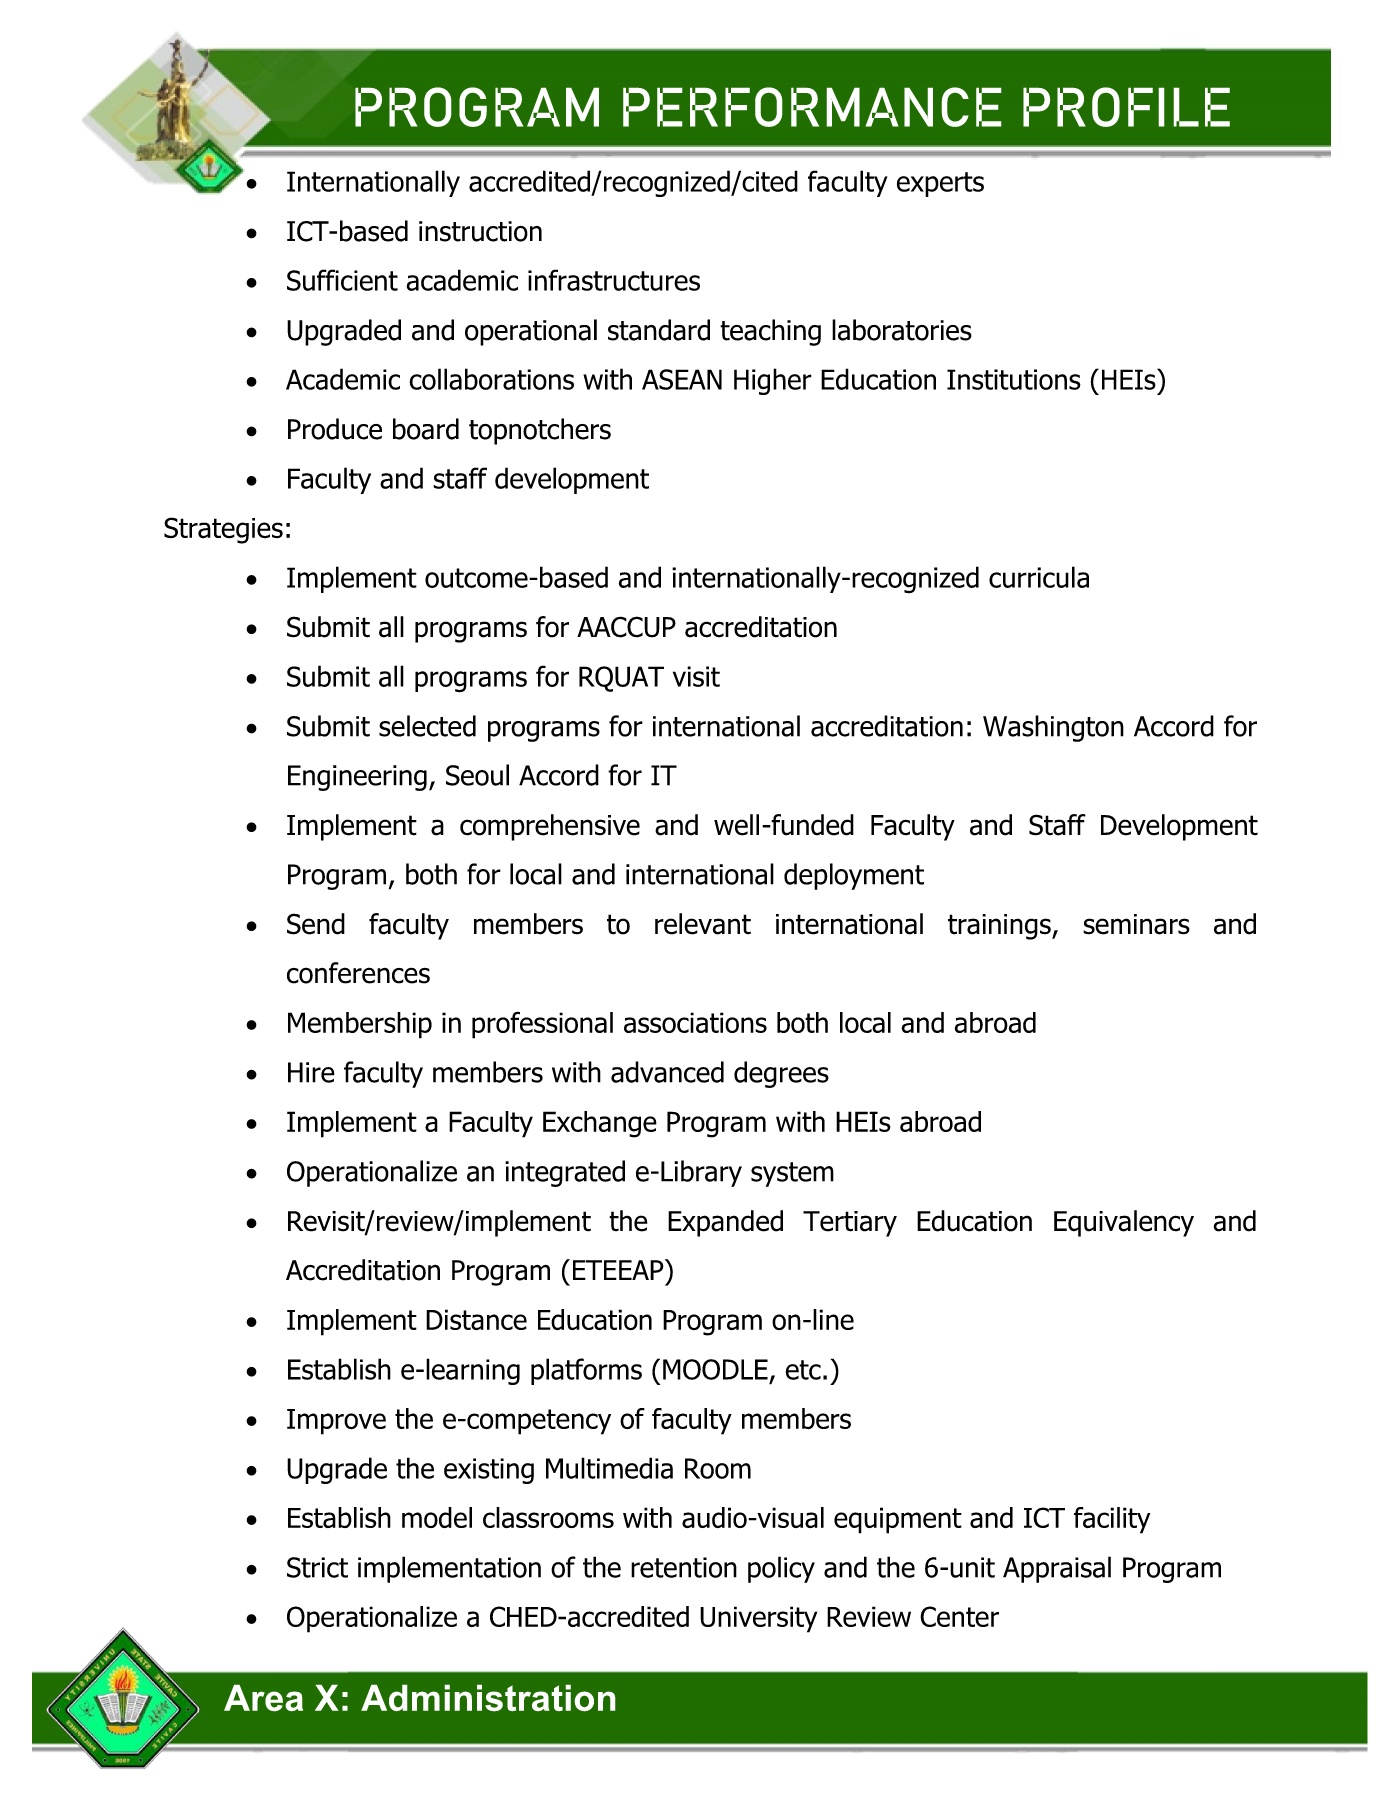 PROGRAM PERFORMANCE PROFILE
• Internationally accredited/recognized/cited faculty experts
• ICT-based instruction
• Sufficient academic infrastructures
• Upgraded and operational standard teaching laboratories
• Academic collaborations with ASEAN Higher Education Institutions (HEIs)
• Produce board topnotchers
• Faculty and staff development
Strategies:
• Implement outcome-based and internationally-recognized curricula
• Submit all programs for AACCUP accreditation
• Submit all programs for RQUAT visit
• Submit selected programs for international accreditation: Washington Accord for
Engineering, Seoul Accord for IT
• Implement a comprehensive and well-funded Faculty and Staff Development
Program, both for local and international deployment
• Send faculty members to relevant international trainings, seminars and
conferences
• Membership in professional associations both local and abroad
• Hire faculty members with advanced degrees
• Implement a Faculty Exchange Program with HEIs abroad
• Operationalize an integrated e-Library system
• Revisit/review/implement the Expanded Tertiary Education Equivalency and
Accreditation Program (ETEEAP)
• Implement Distance Education Program on-line
• Establish e-learning platforms (MOODLE, etc.)
• Improve the e-competency of faculty members
• Upgrade the existing Multimedia Room
• Establish model classrooms with audio-visual equipment and ICT facility
• Strict implementation of the retention policy and the 6-unit Appraisal Program
• Operationalize a CHED-accredited University Review Center
CAVITE STATE UNIVERSITY
CAVITE
PHILIPPINES
Area X: Administration